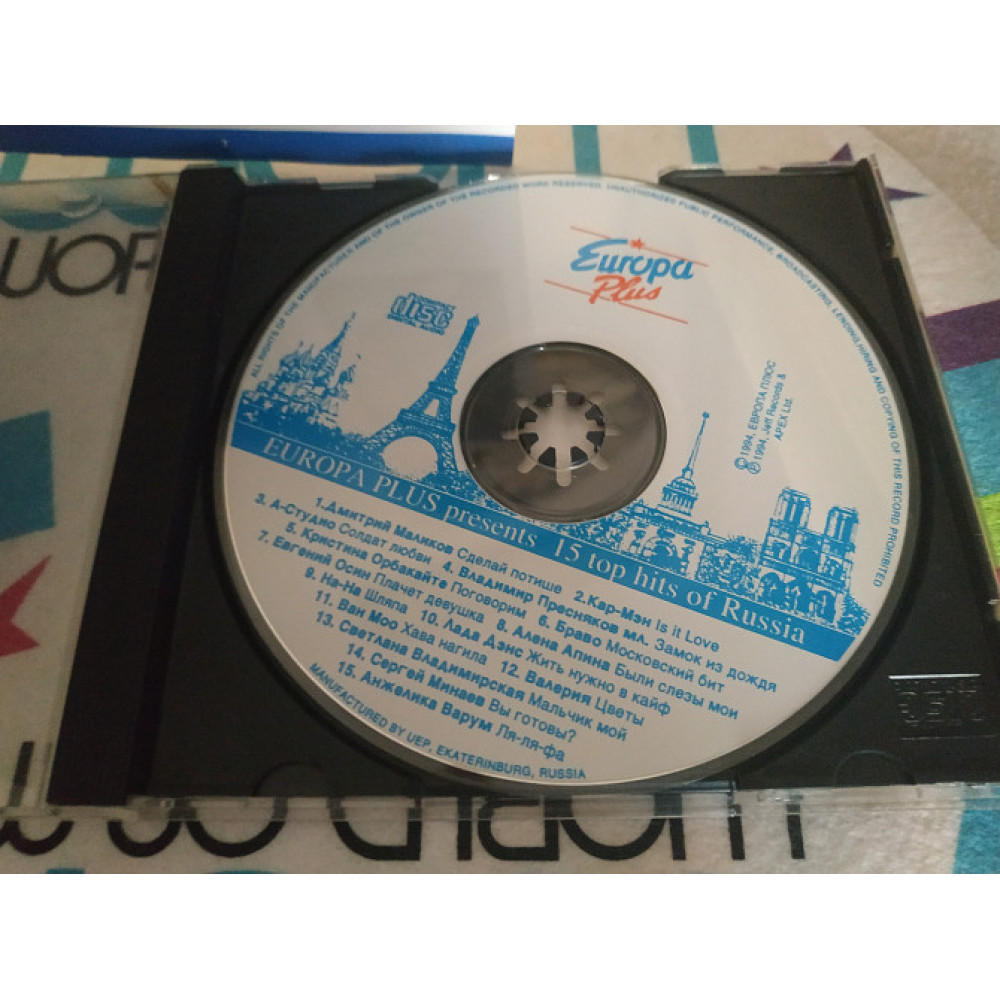 ALL RIGHTS OF THE MANUFACTURER AND OF THE OWNER OF THE RECORDED WORK RESERVED. UNAUTHORIZED PUBLIC PERFORMANCE, BROADCASTING, LENDING, HIRING AND COPYING OF THIS RECORD PROHIBITED
Europa
Plus
disc
© 1994, ЕВРОПА ПЛЮС
℗ 1994, Jeff Records &
APEX Ltd.
EUROPA PLUS presents 15 top hits of Russia
1. Дмитрий Маликов Сделай потише 2. Кар-Мэн Is it Love
3. А-Студио Солдат любви 4. Владимир Пресняков мл. Замок из дождя
5. Кристина Орбакайте Поговорим 6. Браво Московский бит
7. Евгений Осин Плачет девушка 8. Алена Апина Были слезы мои
9. На-На Шляпа 10. Лада Дэнс Жить нужно в кайф
11. Ван Моо Хава нагила 12. Валерия Цветы
13. Светлана Владимирская Мальчик мой
14. Сергей Минаев Вы готовы?
15. Анжелика Варум Ля-ля-фа
MANUFACTURED BY UEP, EKATERINBURG, RUSSIA